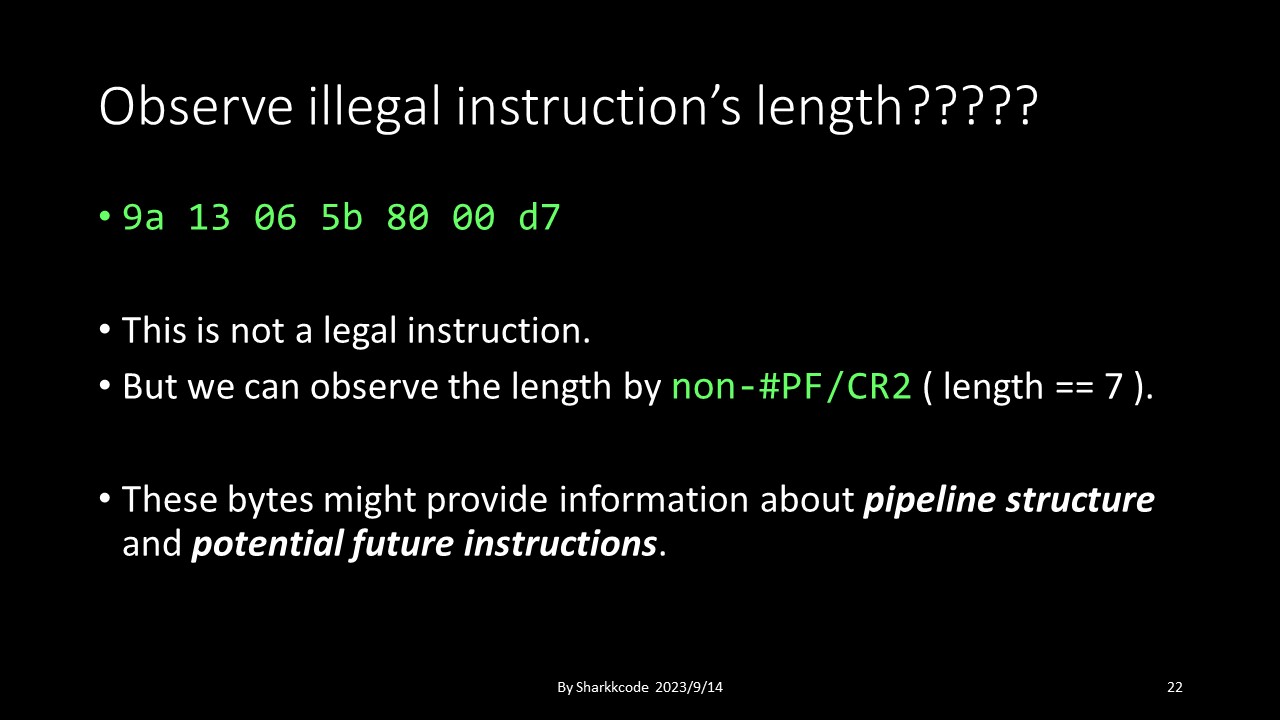 Observe illegal instruction’s length?????
• 9a 13 06 5b 80 00 d7
• This is not a legal instruction.
• But we can observe the length by non-#PF/CR2 ( length == 7 ).
• These bytes might provide information about pipeline structure
and potential future instructions.
By Sharkkcode 2023/9/14
22